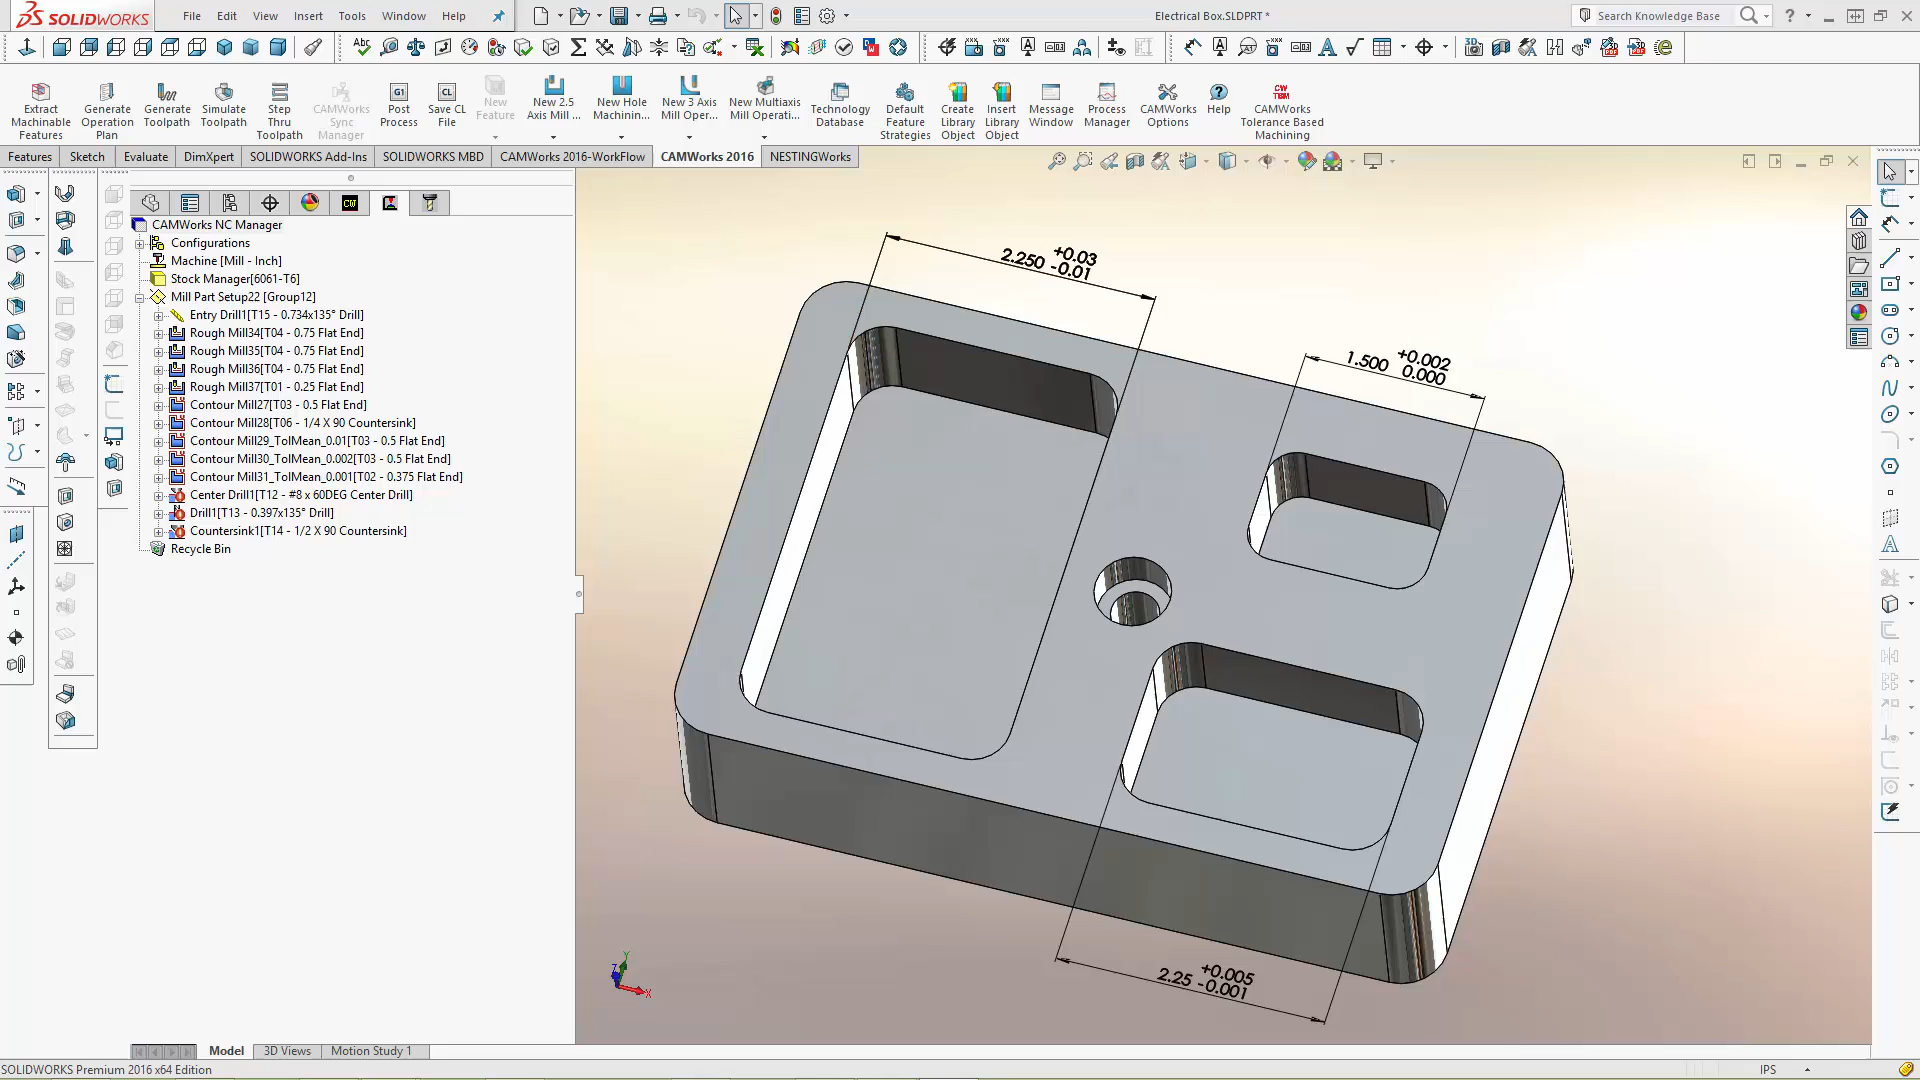 SOLIDWORKS
File Edit View Insert Tools Window Help
Electrical Box.SLDPRT *
Search Knowledge Base
Extract Machinable Features
Generate Operation Plan
Generate Toolpath
Simulate Toolpath
Step Thru Toolpath
CAMWorks Sync Manager
Post Process
Save CL File
New Feature
New 2.5 Axis Mill ...
New Hole Machinin...
New 3 Axis Mill Oper...
New Multiaxis Mill Operati...
Technology Database
Default Feature Strategies
Create Library Object
Insert Library Object
Message Window
Process Manager
CAMWorks Options
Help
CAMWorks Tolerance Based Machining
Features Sketch Evaluate DimXpert SOLIDWORKS Add-Ins SOLIDWORKS MBD CAMWorks 2016-WorkFlow CAMWorks 2016 NESTINGWorks
CAMWorks NC Manager
Configurations
Machine [Mill - Inch]
Stock Manager[6061-T6]
Mill Part Setup22 [Group12]
Entry Drill1[T15 - 0.734x135° Drill]
Rough Mill34[T04 - 0.75 Flat End]
Rough Mill35[T04 - 0.75 Flat End]
Rough Mill36[T04 - 0.75 Flat End]
Rough Mill37[T01 - 0.25 Flat End]
Contour Mill27[T03 - 0.5 Flat End]
Contour Mill28[T06 - 1/4 X 90 Countersink]
Contour Mill29_TolMean_0.01[T03 - 0.5 Flat End]
Contour Mill30_TolMean_0.002[T03 - 0.5 Flat End]
Contour Mill31_TolMean_0.001[T02 - 0.375 Flat End]
Center Drill1[T12 - #8 x 60DEG Center Drill]
Drill1[T13 - 0.397x135° Drill]
Countersink1[T14 - 1/2 X 90 Countersink]
Recycle Bin
2.250 +0.03 -0.01
1.500 +0.002 0.000
2.25 +0.005 -0.001
Y
Z
X
Model 3D Views Motion Study 1
SOLIDWORKS Premium 2016 x64 Edition
IPS